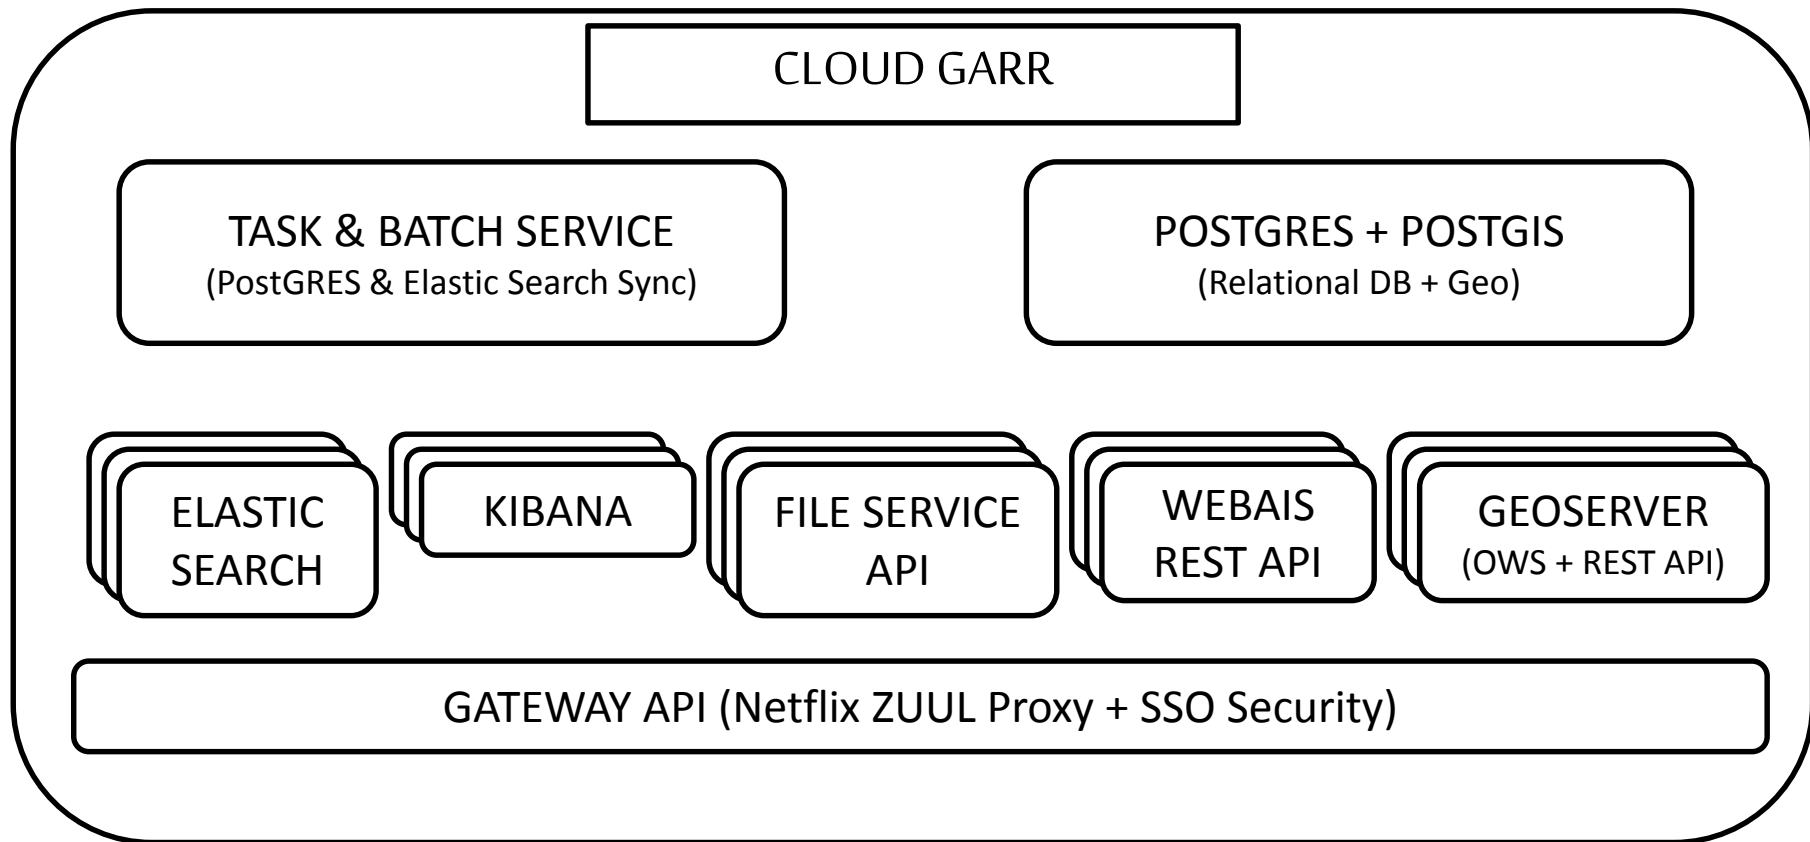 CLOUD GARR
TASK & BATCH SERVICE
(PostGRES & Elastic Search Sync)
POSTGRES + POSTGIS
(Relational DB + Geo)
ELASTIC
SEARCH
KIBANA
FILE SERVICE
API
WEBAIS
REST API
GEOSERVER
(OWS + REST API)
GATEWAY API (Netflix ZUUL Proxy + SSO Security)